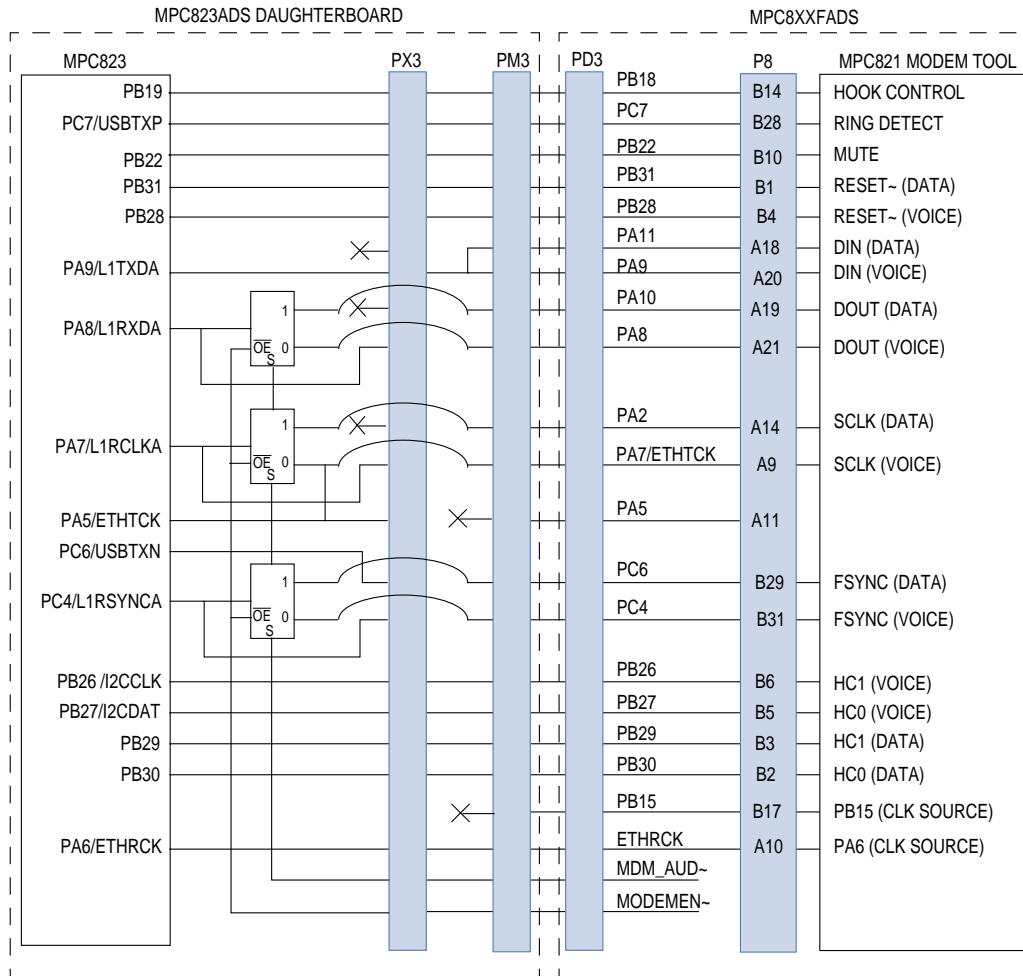 MPC823ADS DAUGHTERBOARD
MPC8XXFADS
MPC823
PX3
PM3
PD3
P8
MPC821 MODEM TOOL
PB19
PB18
B14
HOOK CONTROL
PC7/USBTXP
PC7
B28
RING DETECT
PB22
PB22
B10
MUTE
PB31
PB31
B1
RESET~ (DATA)
PB28
PB28
B4
RESET~ (VOICE)
PA11
A18
DIN (DATA)
PA9/L1TXDA
PA9
A20
DIN (VOICE)
1
PA10
A19
DOUT (DATA)
PA8/L1RXDA
OE 0
S
PA8
A21
DOUT (VOICE)
1
PA2
A14
SCLK (DATA)
PA7/L1RCLKA
OE 0
S
PA7/ETHTCK
A9
SCLK (VOICE)
PA5/ETHTCK
PA5
A11
PC6/USBTXN
1
PC6
B29
FSYNC (DATA)
PC4/L1RSYNCA
OE 0
S
PC4
B31
FSYNC (VOICE)
PB26 /I2CCLK
PB26
B6
HC1 (VOICE)
PB27/I2CDAT
PB27
B5
HC0 (VOICE)
PB29
PB29
B3
HC1 (DATA)
PB30
PB30
B2
HC0 (DATA)
PB15
B17
PB15 (CLK SOURCE)
PA6/ETHRCK
ETHRCK
A10
PA6 (CLK SOURCE)
MDM_AUD~
MODEMEN~